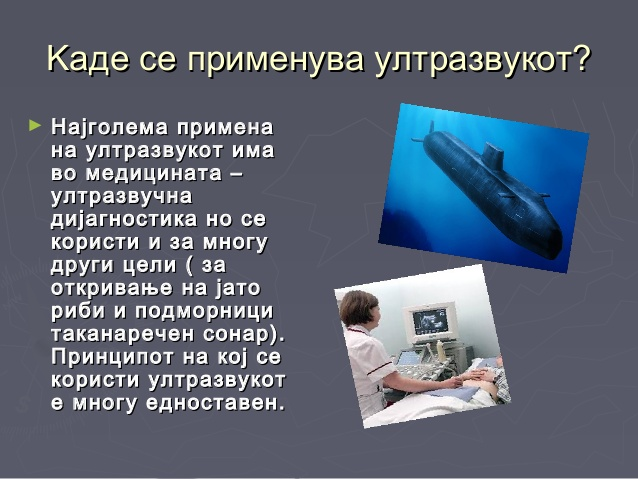 Каде се применува ултразвукот?
► Најголема примена
на ултразвукот има
во медицината –
ултразвучна
дијагностика но се
користи и за многу
други цели ( за
откривање на јато
риби и подморници
таканаречен сонар).
Принципот на кој се
користи ултразвукот
е многу едноставен.